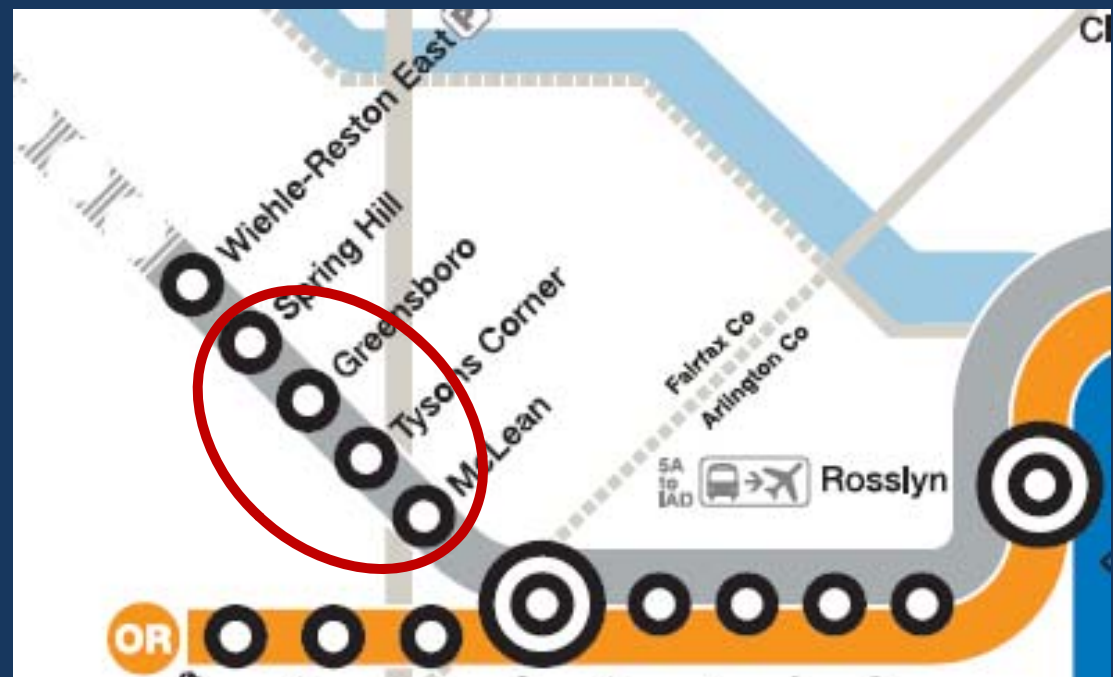 Wiehle-Reston East
P
Spring Hill
Greensboro
Tysons Corner
McLean
Fairfax Co
Arlington Co
5A
to
IAD
Rosslyn
OR